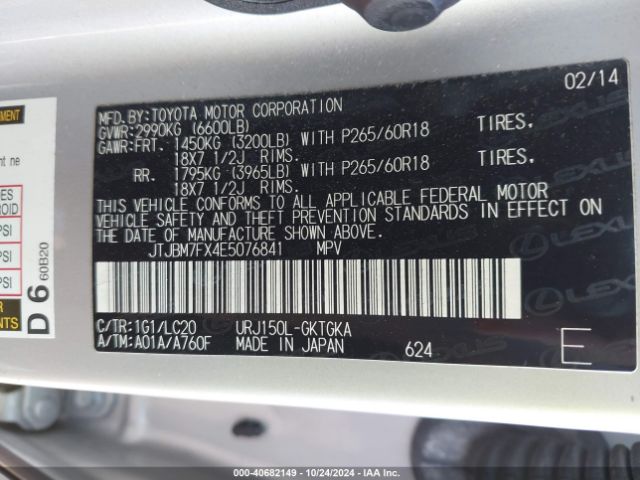 02/14
MFD.BY:TOYOTA MOTOR CORPORATION
GVWR:2990KG (6600LB)
GAWR:FRT. 1450KG (3200LB) WITH P265/60R18 TIRES.
18X7 1/2J RIMS.
RR. 1795KG (3965LB) WITH P265/60R18 TIRES.
18X7 1/2J RIMS.
THIS VEHICLE CONFORMS TO ALL APPLICABLE FEDERAL MOTOR
VEHICLE SAFETY AND THEFT PREVENTION STANDARDS IN EFFECT ON
THE DATE OF MANUFACTURE SHOWN ABOVE.
JTJBM7FX4E5076841 MPV
C/TR:1G1/LC20 URJ150L-GKTGKA
A/TM:A01A/A760F MADE IN JAPAN 624 E
LEXUS
D6
60B20
PSI
PSI
000-40682149 - 10/24/2024 - IAA Inc.